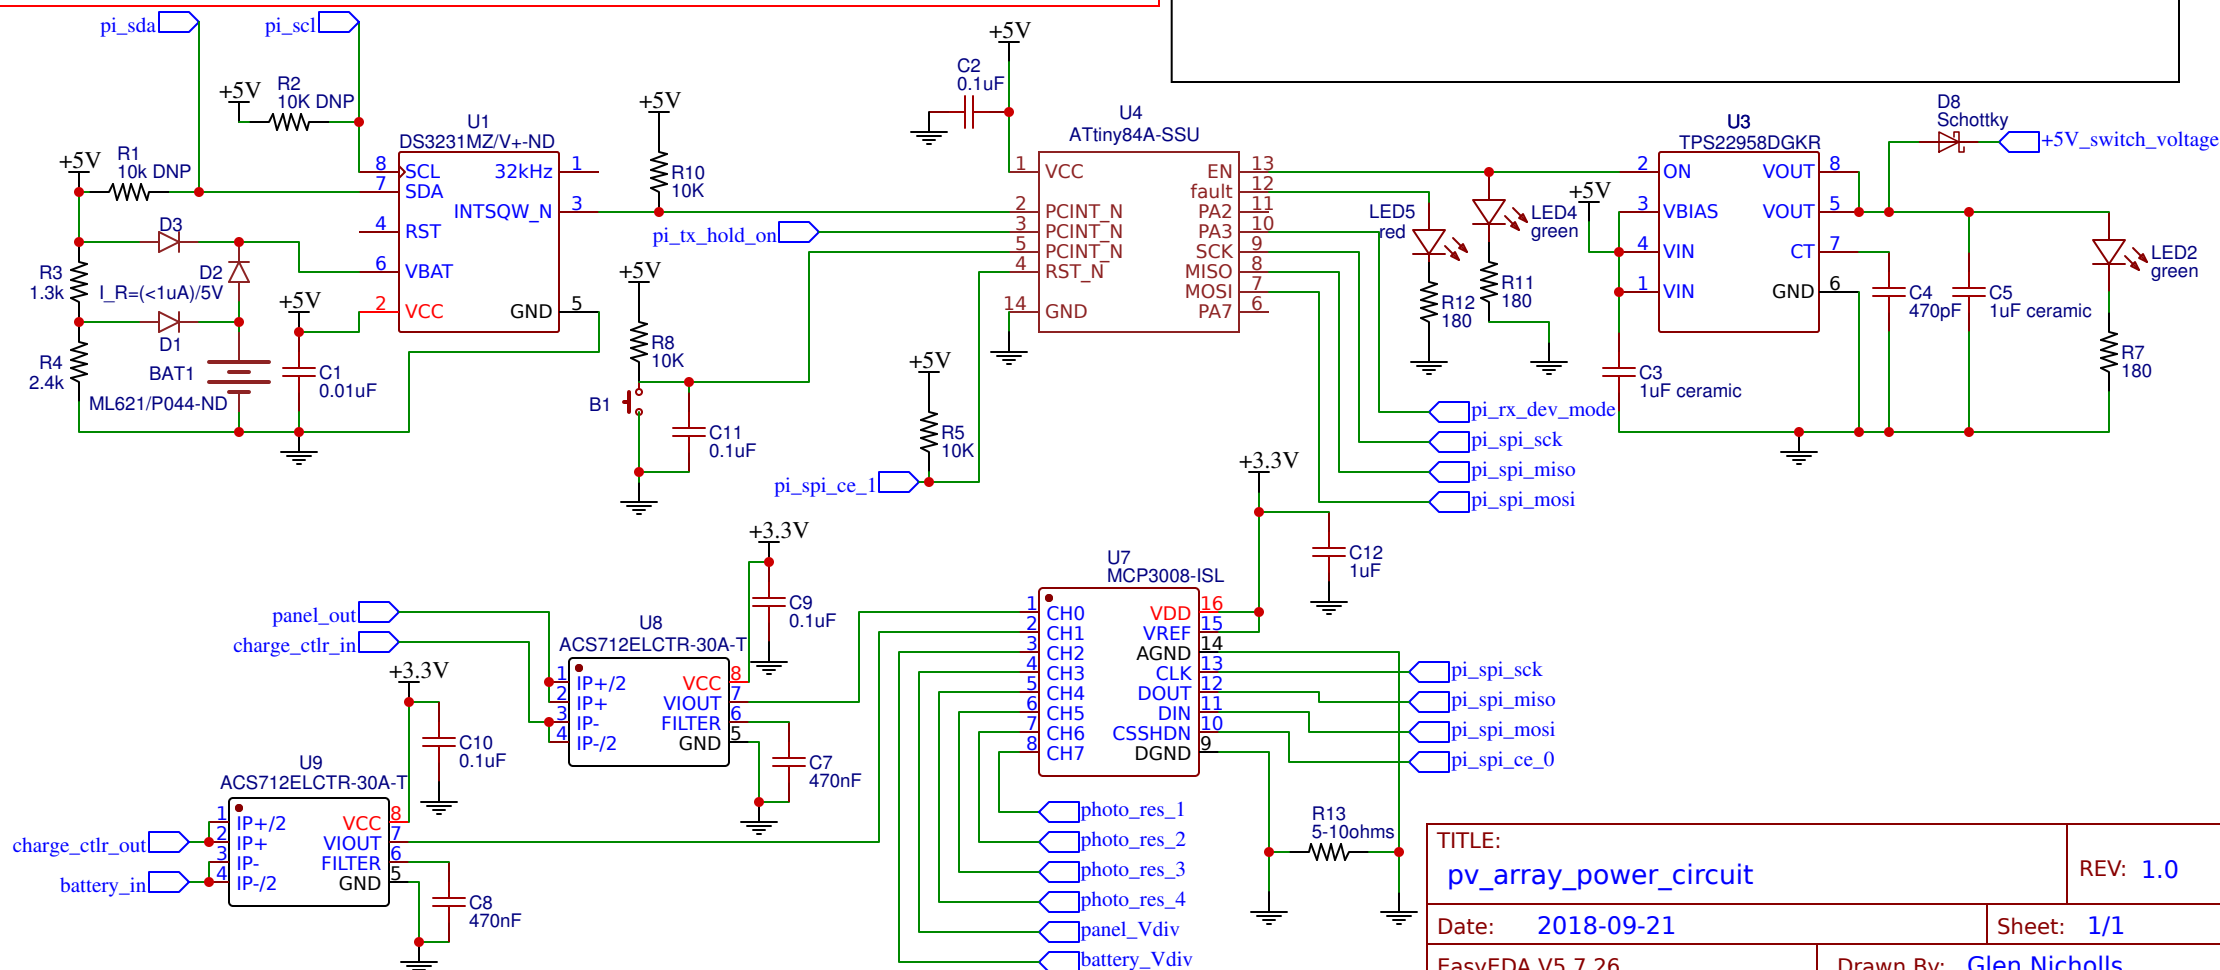 pi_sda
pi_scl
+5V
R2
10K DNP
+5V
R1
10k DNP
U1
DS3231MZ/V+-ND
8 SCL
7 SDA
4 RST
6 VBAT
2 VCC
32kHz 1
INTSQW_N 3
GND 5
D3
D2
I_R=(<1uA)/5V
D1
R3
1.3k
R4
2.4k
BAT1
ML621/P044-ND
+5V
C1
0.01uF
+5V
R10
10K
pi_tx_hold_on
+5V
R8
10K
B1
C11
0.1uF
+5V
C2
0.1uF
+5V
R5
10K
pi_spi_ce_1
U4
ATtiny84A-SSU
1 VCC
2 PCINT_N
3 PCINT_N
5 PCINT_N
4 RST_N
14 GND
EN 13
fault 12
PA2 11
PA3 10
SCK 9
MISO 8
MOSI 7
PA7 6
LED5
red
LED4
green
R12
180
R11
180
pi_rx_dev_mode
pi_spi_sck
pi_spi_miso
pi_spi_mosi
+5V
U3
TPS22958DGKR
2 ON
3 VBIAS
4 VIN
1 VIN
VOUT 8
VOUT 5
CT 7
GND 6
C3
1uF ceramic
C4
470pF
C5
1uF ceramic
D8
Schottky
+5V_switch_voltage
LED2
green
R7
180
+3.3V
C12
1uF
panel_out
charge_ctlr_in
+3.3V
C9
0.1uF
U8
ACS712ELCTR-30A-T
1 IP+/2
2 IP+
3 IP-
4 IP-/2
VCC 8
VIOUT 7
FILTER 6
GND 5
C7
470nF
+3.3V
C10
0.1uF
U9
ACS712ELCTR-30A-T
1 IP+/2
2 IP+
3 IP-
4 IP-/2
VCC 8
VIOUT 7
FILTER 6
GND 5
charge_ctlr_out
battery_in
C8
470nF
U7
MCP3008-ISL
1 CH0
2 CH1
3 CH2
4 CH3
5 CH4
6 CH5
7 CH6
8 CH7
VDD 16
VREF 15
AGND 14
CLK 13
DOUT 12
DIN 11
CSSHDN 10
DGND 9
pi_spi_sck
pi_spi_miso
pi_spi_mosi
pi_spi_ce_0
photo_res_1
photo_res_2
photo_res_3
photo_res_4
panel_Vdiv
battery_Vdiv
R13
5-10ohms
TITLE:
pv_array_power_circuit
REV: 1.0
Date: 2018-09-21
Sheet: 1/1
EasyEDA V5.7.26
Drawn By: Glen Nicholls